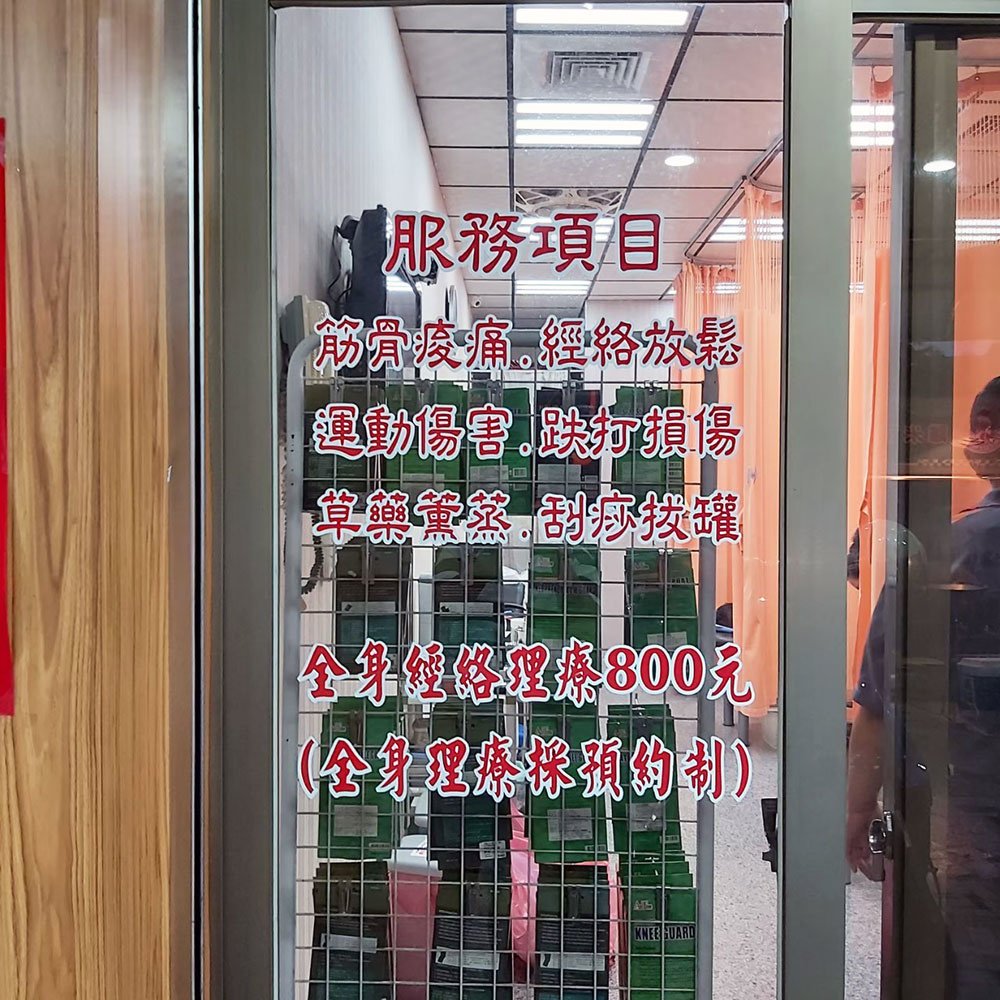 服務項目
筋骨痠痛.經絡放鬆
運動傷害.跌打損傷
草藥薰蒸.刮痧拔罐
全身經絡理療800元
(全身理療採預約制)
KNEE GUARD